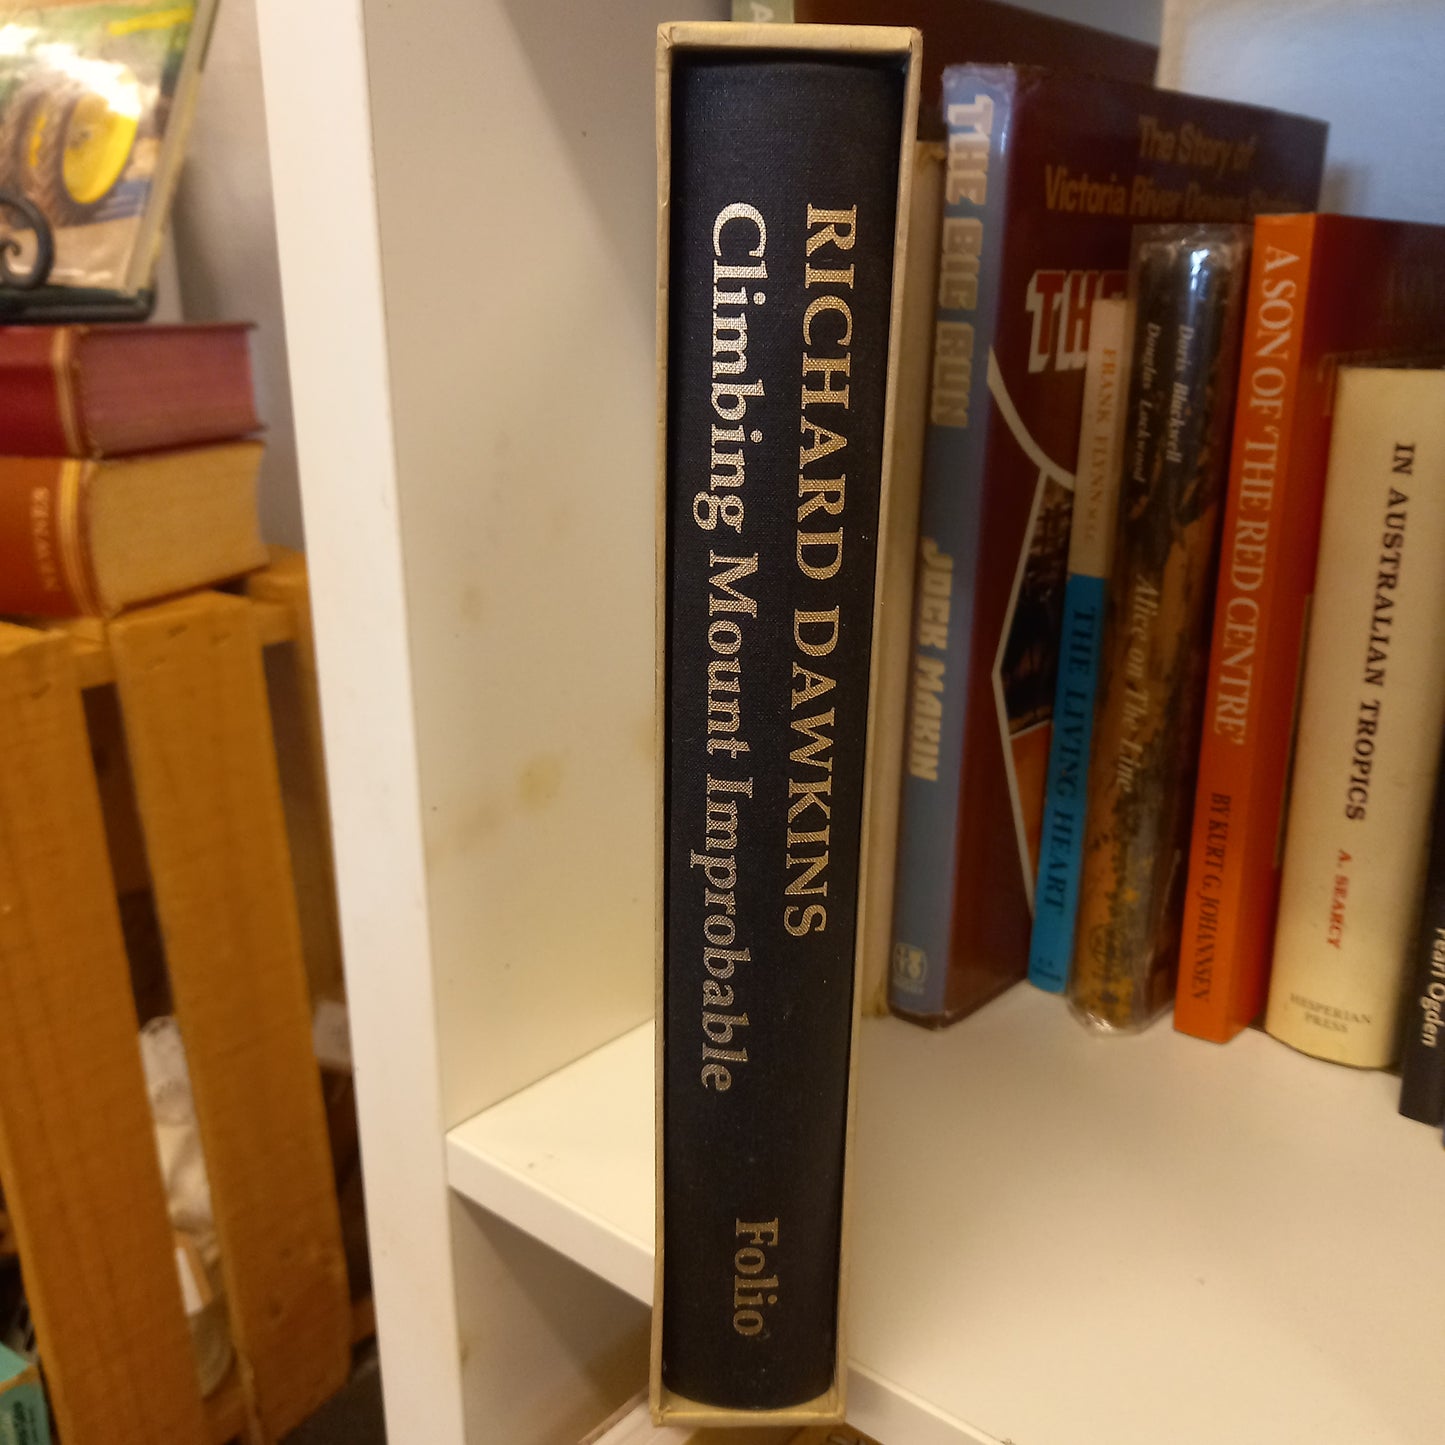 RICHARD DAWKINS
Climbing Mount Improbable
Folio
THE BIG RUN
JOCK MAKIN
The Story of
Victoria River Downs
FRANK FLYNN
THE LIVING HEART
Doris Blackwell
Douglas Lockwood
Alice on The Line
A SON OF 'THE RED CENTRE'
BY KURT G. JOHANNSEN
IN AUSTRALIAN TROPICS
A. SEARCY
HESPERIAN
PRESS
Ogden